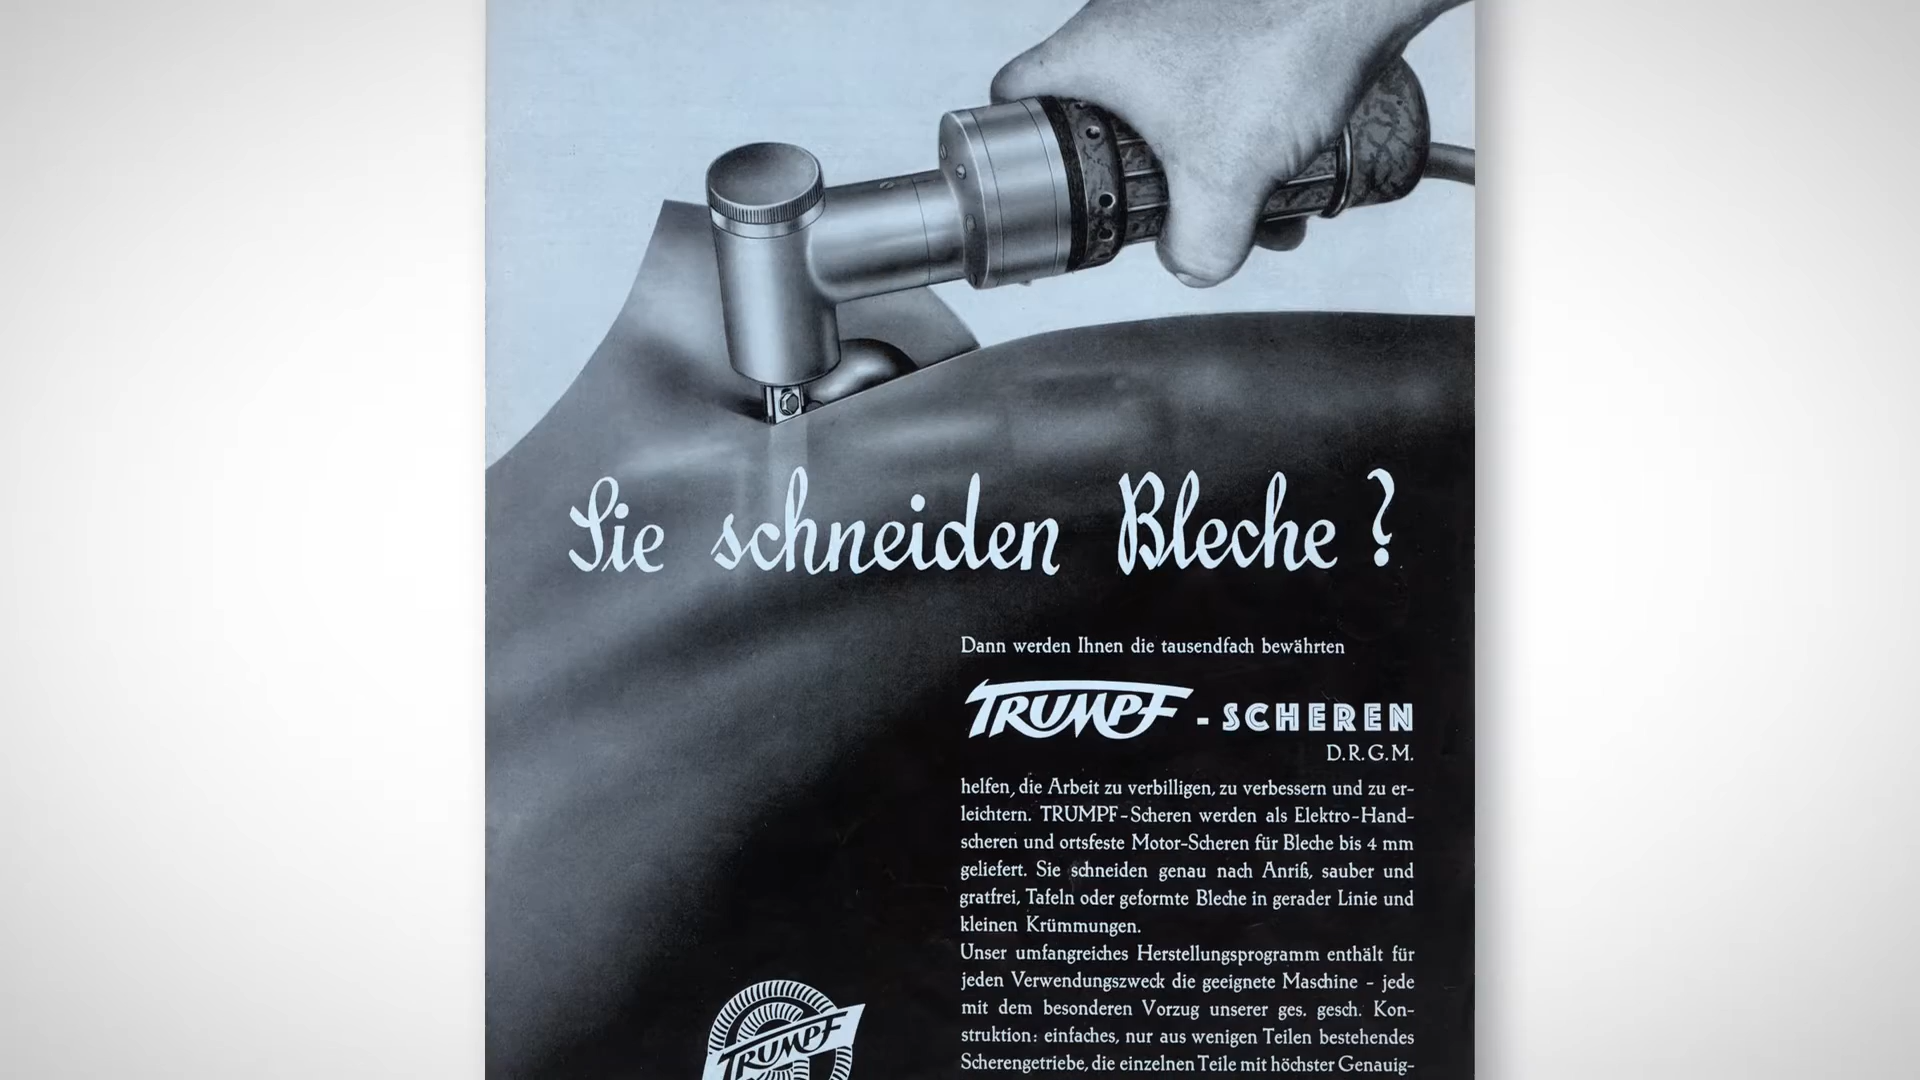 Sie schneiden Bleche ?
Dann werden Ihnen die tausendfach bewährten
TRUMPF - SCHEREN
D.R.G.M.
helfen, die Arbeit zu verbilligen, zu verbessern und zu er-
leichtern. TRUMPF-Scheren werden als Elektro-Hand-
scheren und ortsfeste Motor-Scheren für Bleche bis 4 mm
geliefert. Sie schneiden genau nach Anriß, sauber und
gratfrei, Tafeln oder geformte Bleche in gerader Linie und
kleinen Krümmungen.
Unser umfangreiches Herstellungsprogramm enthält für
jeden Verwendungszweck die geeignete Maschine - jede
mit dem besonderen Vorzug unserer ges. gesch. Kon-
struktion: einfaches, nur aus wenigen Teilen bestehendes
Scherengetriebe, die einzelnen Teile mit höchster Genauig-
TRUMPF